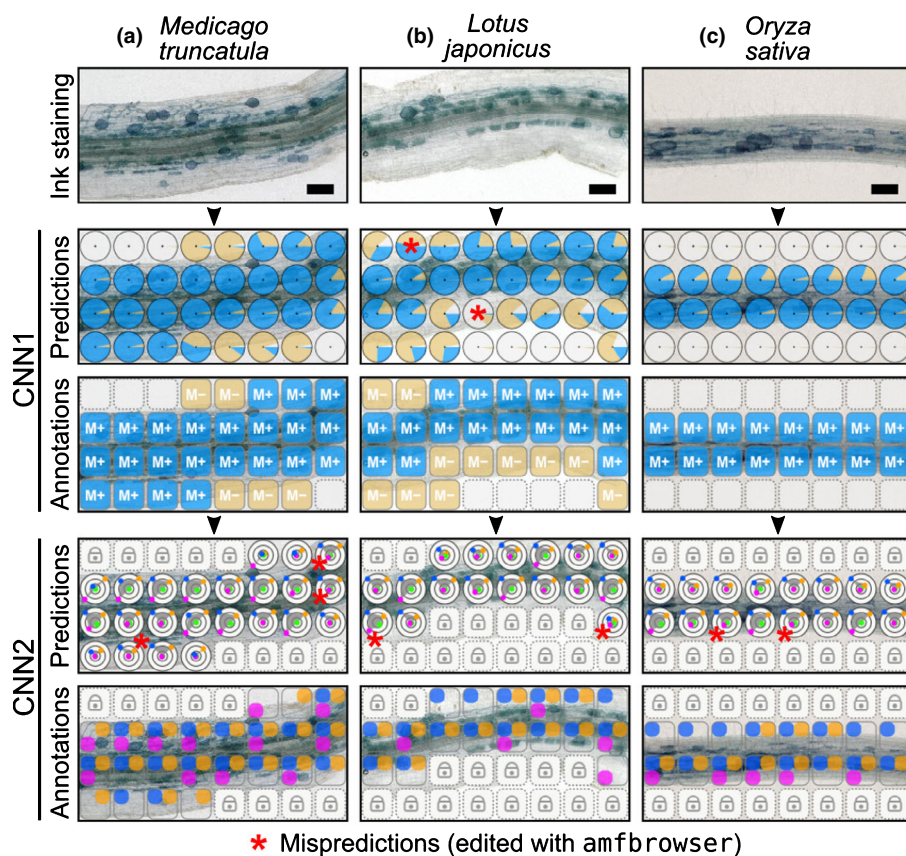 (a) Medicago truncatula
(b) Lotus japonicus
(c) Oryza sativa
Ink staining
CNN1
Predictions
*
*
Annotations
M− M− M+ M+ M+ M− M− M+ M+ M+ M+ M+ M+
M+ M+ M+ M+ M+ M+ M+ M+ M+ M+ M+ M+ M+ M+ M+ M+ M+ M+ M+ M+ M+ M+ M+ M+
M+ M+ M+ M+ M+ M+ M+ M+ M+ M+ M− M− M− M− M− M+ M+ M+ M+ M+ M+ M+ M+ M+
M+ M+ M+ M+ M− M− M− M− M− M− M−
CNN2
Predictions
*
*
* * * * *
Annotations
* Mispredictions (edited with amfbrowser)